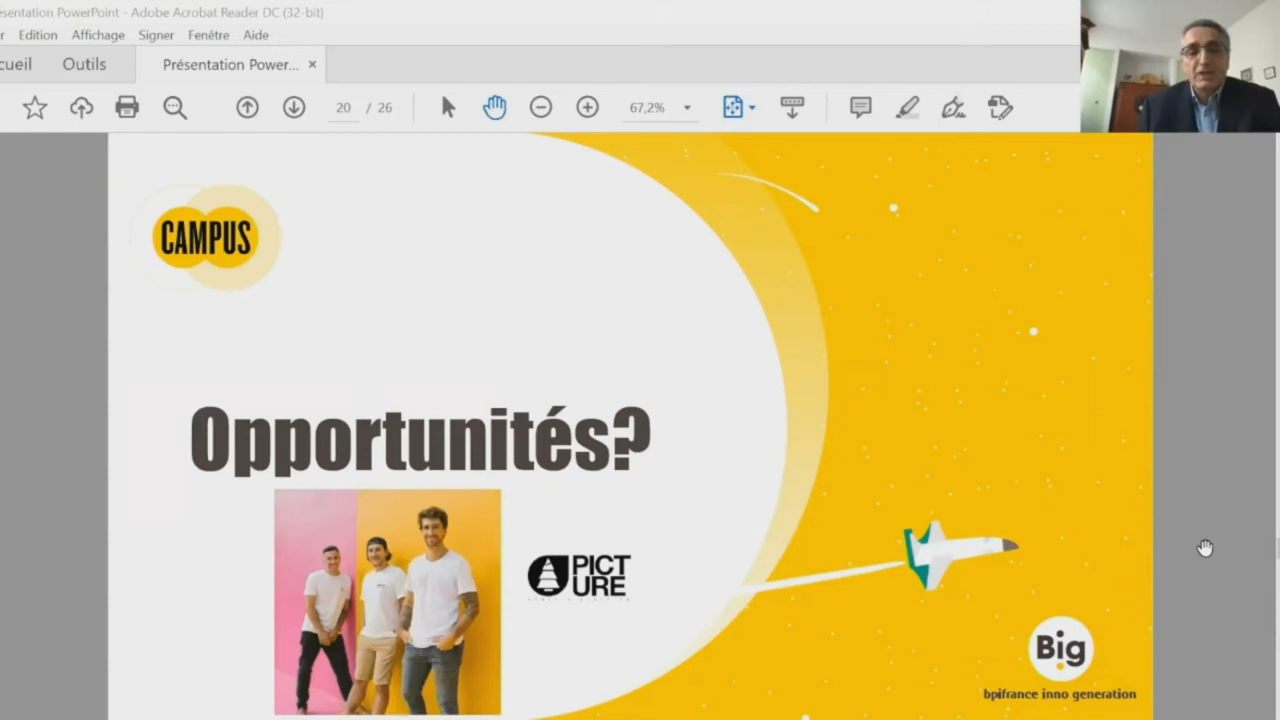 sentation PowerPoint - Adobe Acrobat Reader DC (32-bit)
r Edition Affichage Signer Fenêtre Aide
cueil Outils Présentation Power... ×
20 / 26 67,2%
CAMPUS
Opportunités?
PICT
URE
Big
bpifrance inno generation